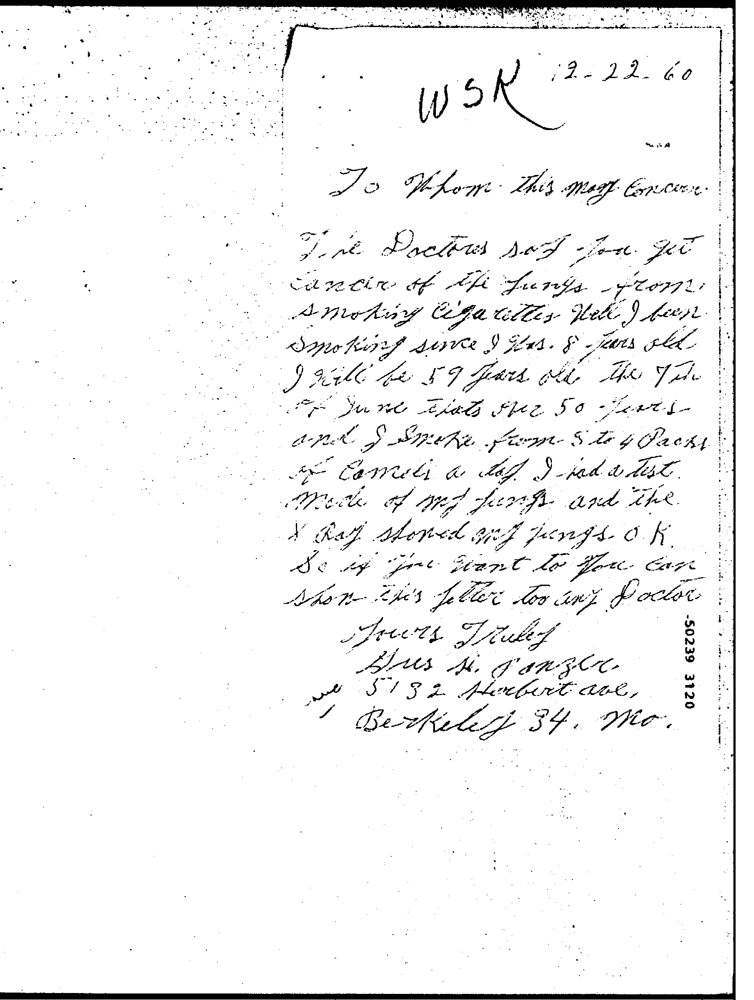 WSK
12-22-60
To Whom this may Concern
The Doctores say you get
Cancer of the Lungs from
smoking Cigarettes Well I been
Smoking since I Was. 8 years old
I Will be 59 years old the 7th
of June thats over 50 years
and I Smoke from to 4 Packs
of Camels a day. I had a test
Made of my Lungs and the
X Ray showed my Lungs O.K.
So if you want to You can
show this Letter too any Doctor
Yours Truley
Gus
5132 Herbert ave,
Berkeley 34. Mo.
50239 3120